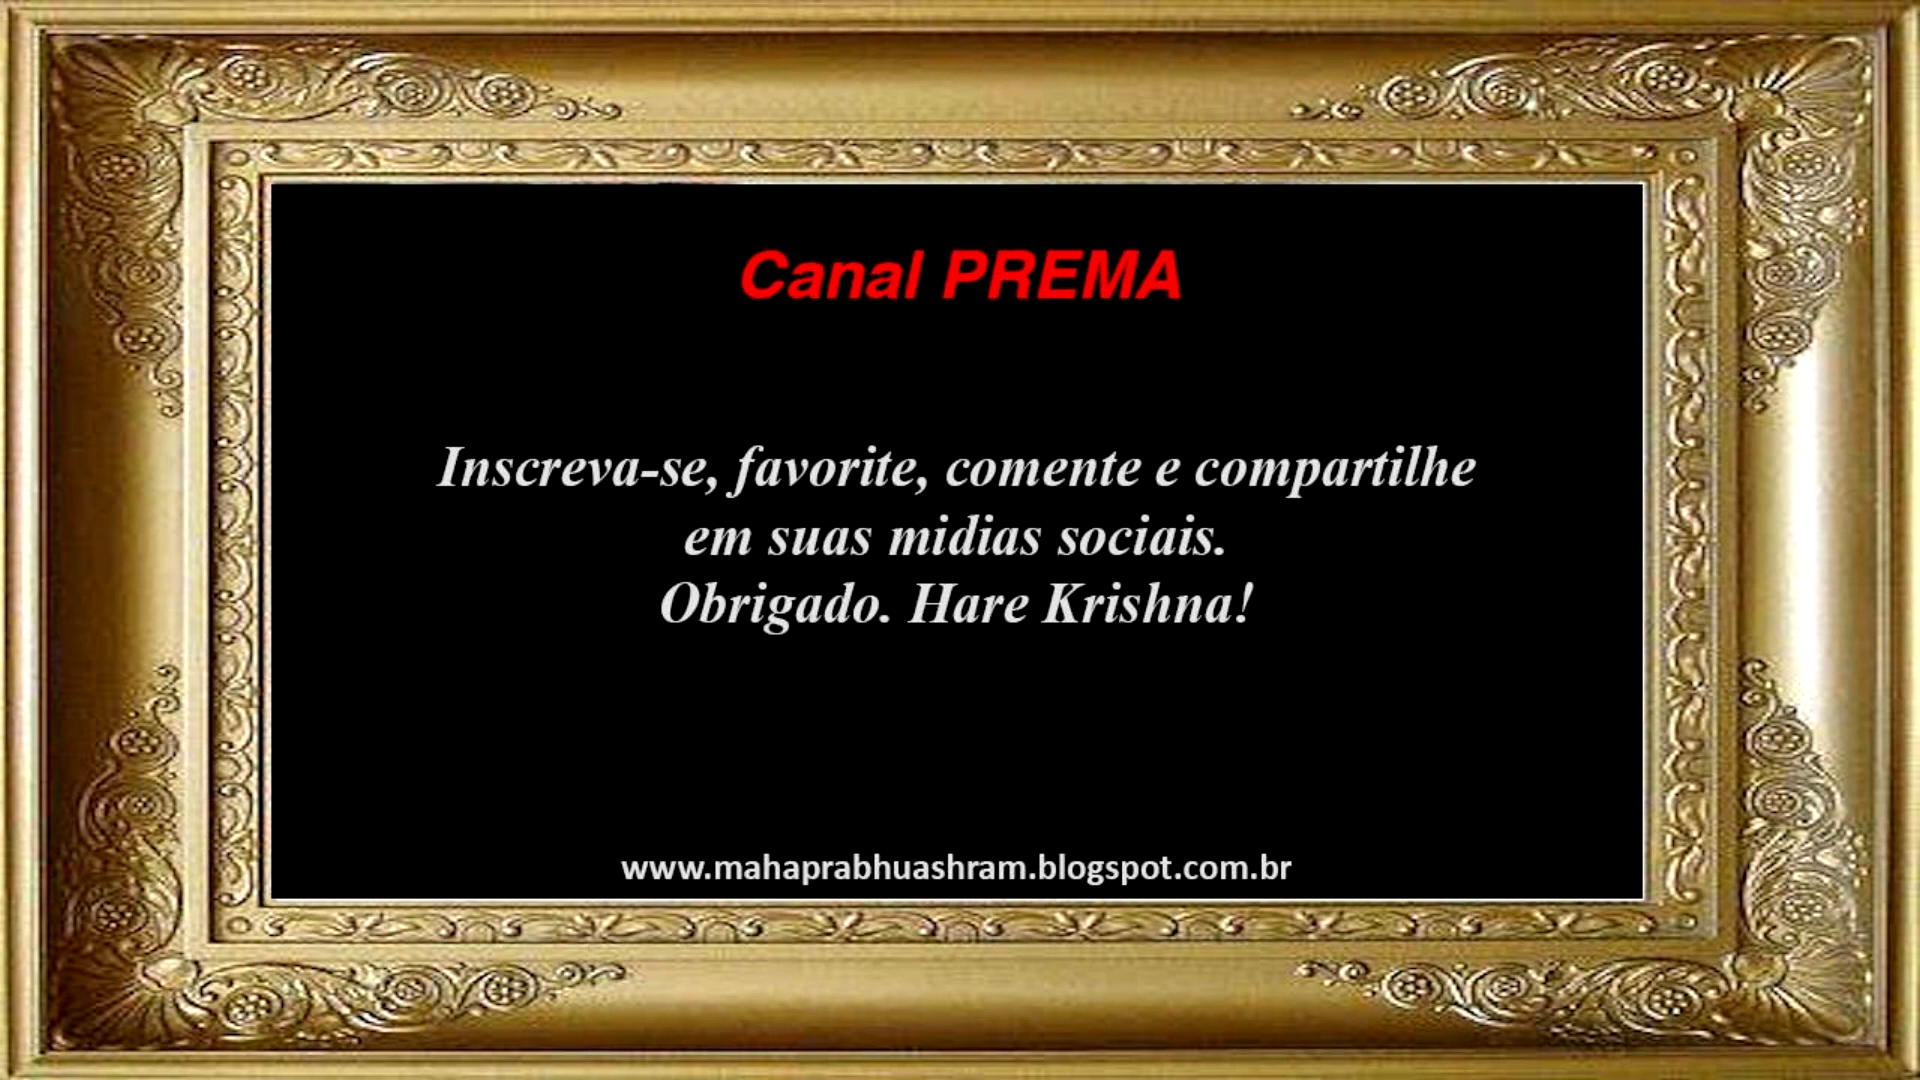 Canal PREMA
Inscreva-se, favorite, comente e compartilhe
em suas midias sociais.
Obrigado. Hare Krishna!
www.mahaprabhuashram.blogspot.com.br